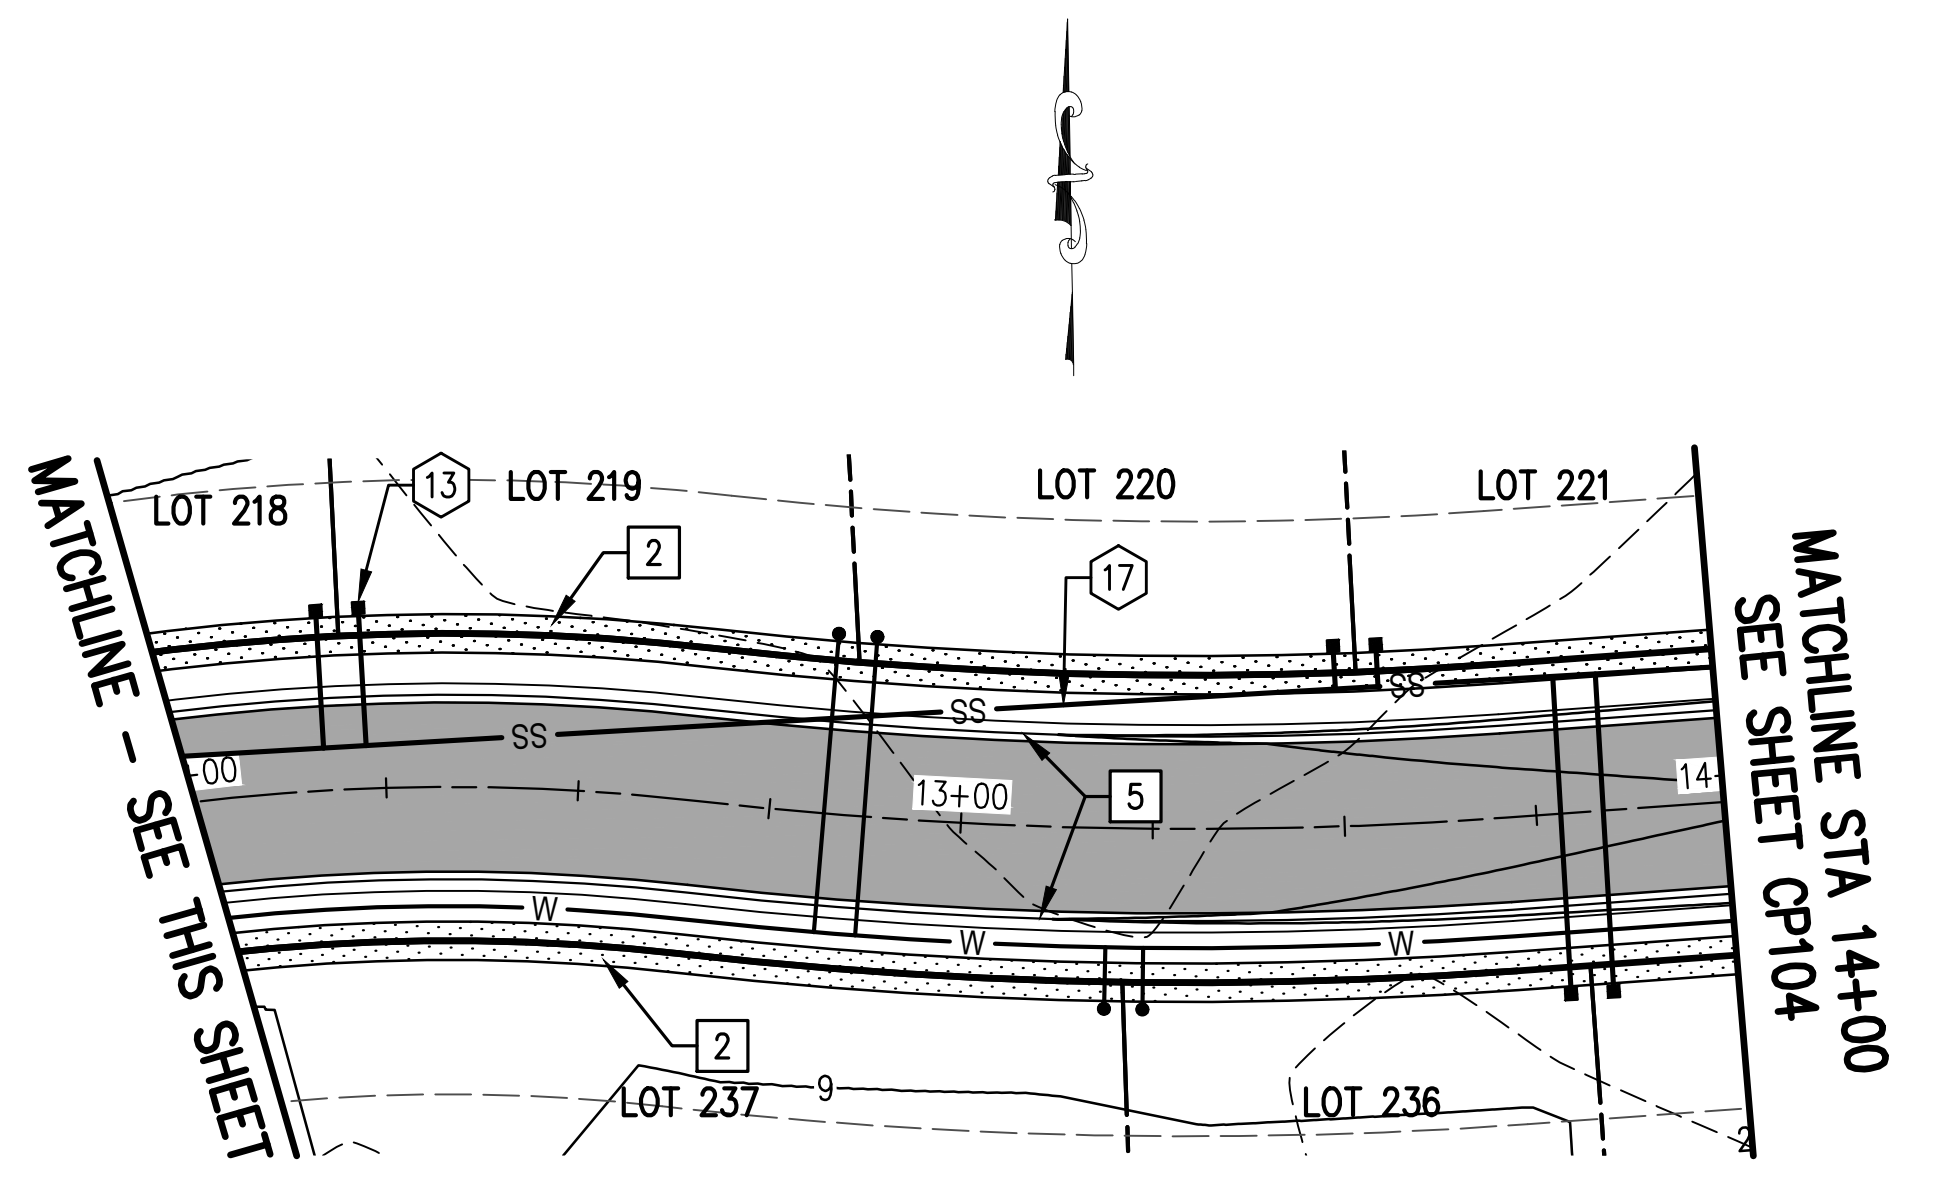 LOT 218
13
LOT 219
LOT 220
LOT 221
2
17
SS
SS
SS
-00
13+00
5
14-
W
W
W
2
LOT 237
9
LOT 236
2
MATCHLINE - SEE THIS SHEET
MATCHLINE STA 14+00
SEE SHEET CP104